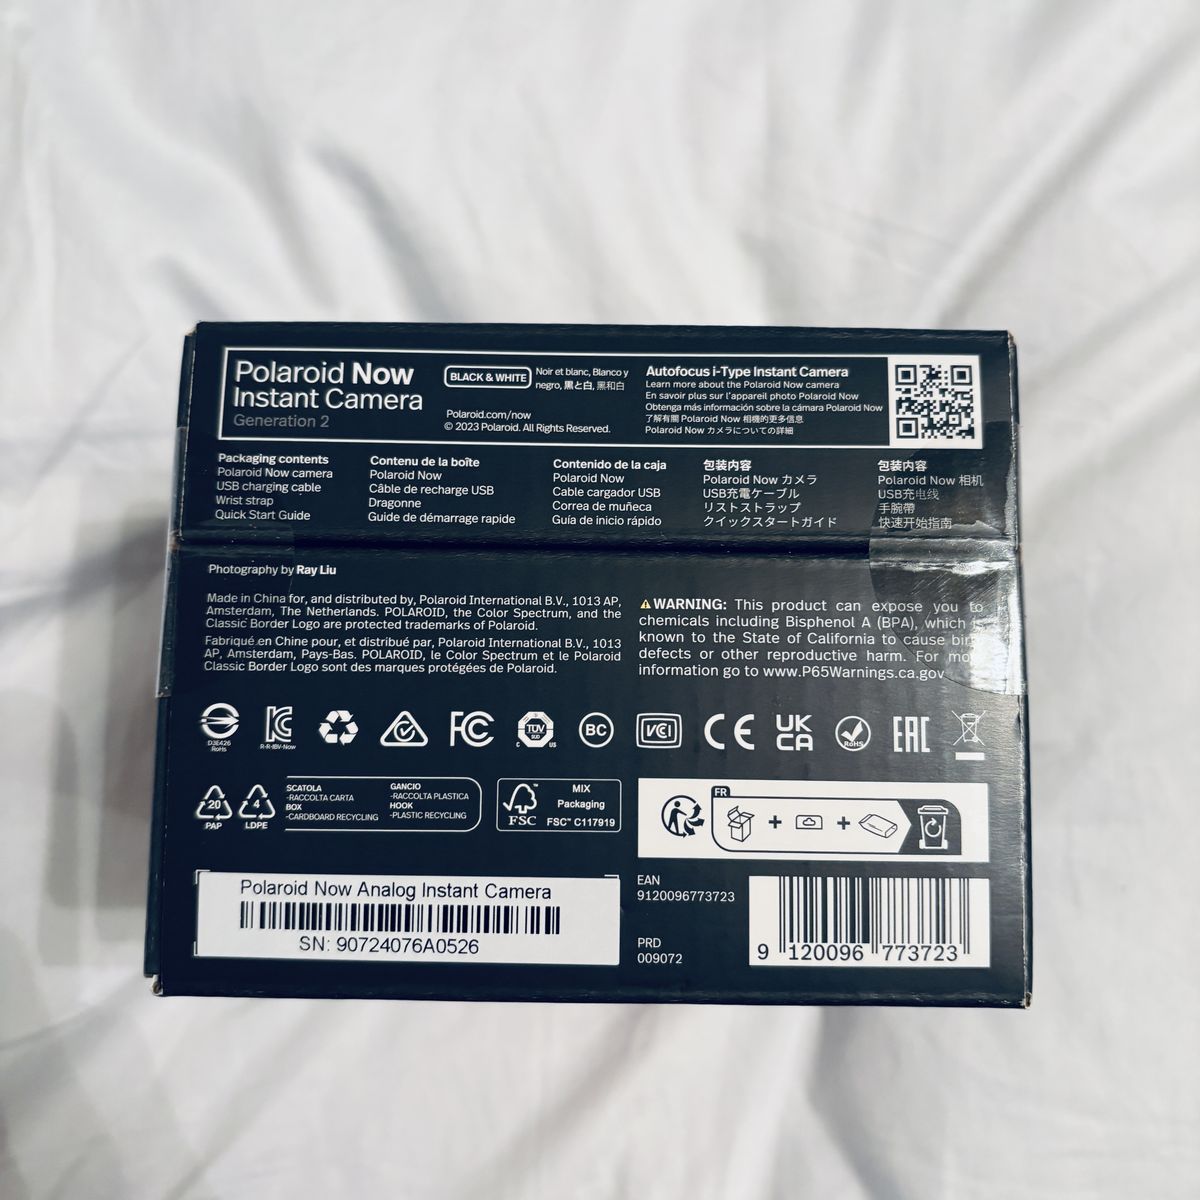 Polaroid Now
Instant Camera
Generation 2
BLACK & WHITE
Noir et blanc, Blanco y
negro, 黒と白, 黑和白
Polaroid.com/now
© 2023 Polaroid. All Rights Reserved.
Autofocus i-Type Instant Camera
Learn more about the Polaroid Now camera
En savoir plus sur l'appareil photo Polaroid Now
Obtenga más información sobre la cámara Polaroid Now
了解有關 Polaroid Now 相機的更多信息
Polaroid Now カメラについての詳細
Packaging contents
Polaroid Now camera
USB charging cable
Wrist strap
Quick Start Guide
Contenu de la boîte
Polaroid Now
Câble de recharge USB
Dragonne
Guide de démarrage rapide
Contenido de la caja
Polaroid Now
Cable cargador USB
Correa de muñeca
Guía de inicio rápido
包装内容
Polaroid Now カメラ
USB充電ケーブル
リストストラップ
クイックスタートガイド
包装内容
Polaroid Now 相机
USB充电线
手腕帶
快速开始指南
Photography by Ray Liu
Made in China for, and distributed by, Polaroid International B.V., 1013 AP,
Amsterdam, The Netherlands. POLAROID, the Color Spectrum, and the
Classic Border Logo are protected trademarks of Polaroid.
Fabriqué en Chine pour, et distribué par, Polaroid International B.V., 1013
AP, Amsterdam, Pays-Bas. POLAROID, le Color Spectrum et le Polaroid
Classic Border Logo sont des marques protégées de Polaroid.
WARNING: This product can expose you to
chemicals including Bisphenol A (BPA), which
known to the State of California to cause
defects or other reproductive harm. For
information go to www.P65Warnings.ca.gov
D3E426
RoHS
R-R-IBV-Now
FC
TÜV
SÜD
C US
BC
VCI
CE
UK
CA
RoHS
EAC
20
PAP
4
LDPE
SCATOLA
-RACCOLTA CARTA
BOX
-CARDBOARD RECYCLING
GANCIO
-RACCOLTA PLASTICA
HOOK
-PLASTIC RECYCLING
FSC
MIX
Packaging
FSC™ C117919
FR
+ +
Polaroid Now Analog Instant Camera
SN: 90724076A0526
EAN
9120096773723
PRD
009072
9 120096 773723